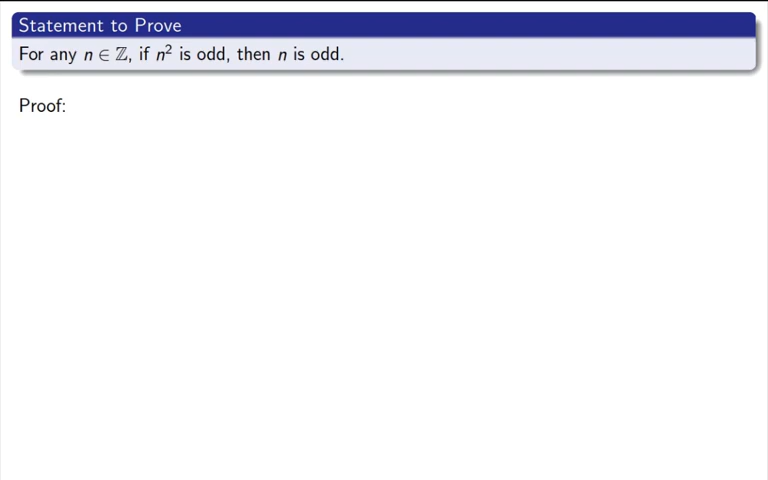 Statement to Prove
For any n ∈ ℤ, if n² is odd, then n is odd.
Proof: